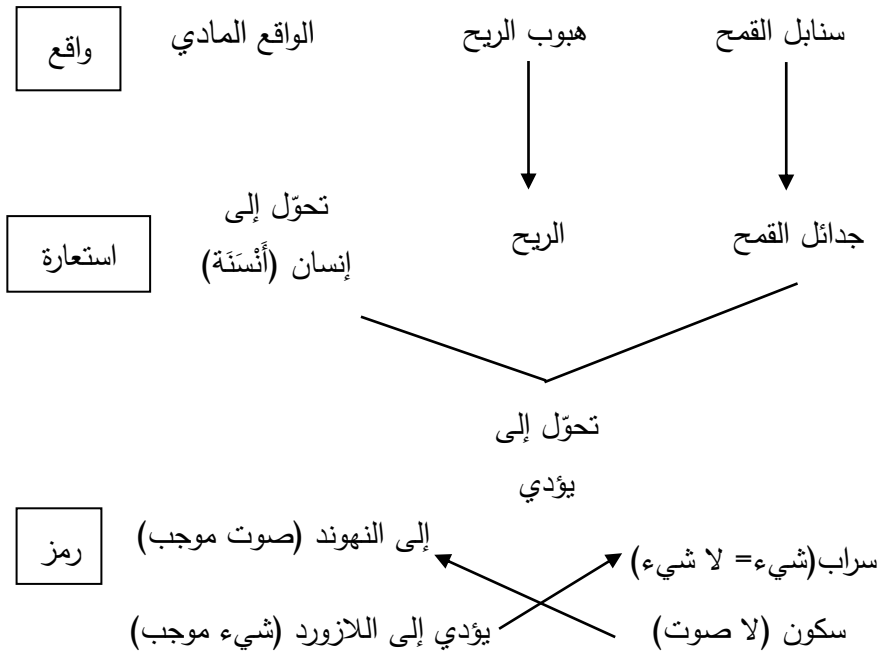 سنابل القمح هبوب الريح الواقع المادي واقع
تحوّل إلى
جدائل القمح الريح إنسان (أَنْسَنَة) استعارة
تحوّل إلى
يؤدي
إلى النهوند (صوت موجب) رمز
سراب(شيء= لا شيء)
سكون (لا صوت) يؤدي إلى اللازورد (شيء موجب)